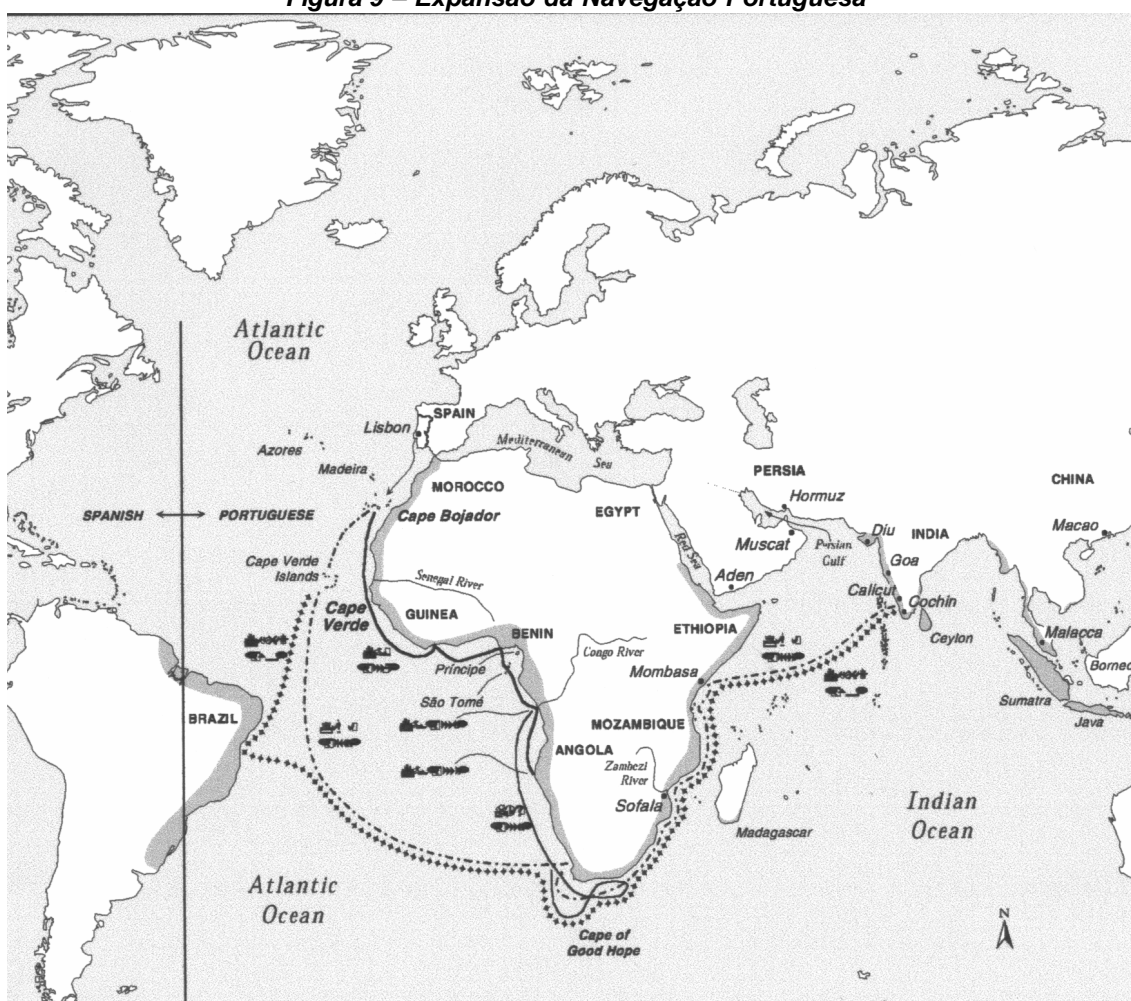 Figura 9 – Expansão da Navegação Portuguesa
Atlantic
Ocean
SPAIN
Lisbon
Azores
Mediterranean
Sea
Madeira
PERSIA
MOROCCO
CHINA
Hormuz
SPANISH
PORTUGUESE
Cape Bojador
EGYPT
Diu
INDIA
Macao
Muscat
Persian
Gulf
Red Sea
Goa
Cape Verde
Islands
Senegal River
Aden
Calicut
Cochin
Cape
Verde
GUINEA
BENIN
ETHIOPIA
Ceylon
Malacca
Congo River
Borneo
Príncipe
Mombasa
São Tomé
Sumatra
Java
BRAZIL
MOZAMBIQUE
ANGOLA
Zambezi
River
Sofala
Indian
Ocean
Madagascar
Atlantic
Ocean
N
Cape of
Good Hope